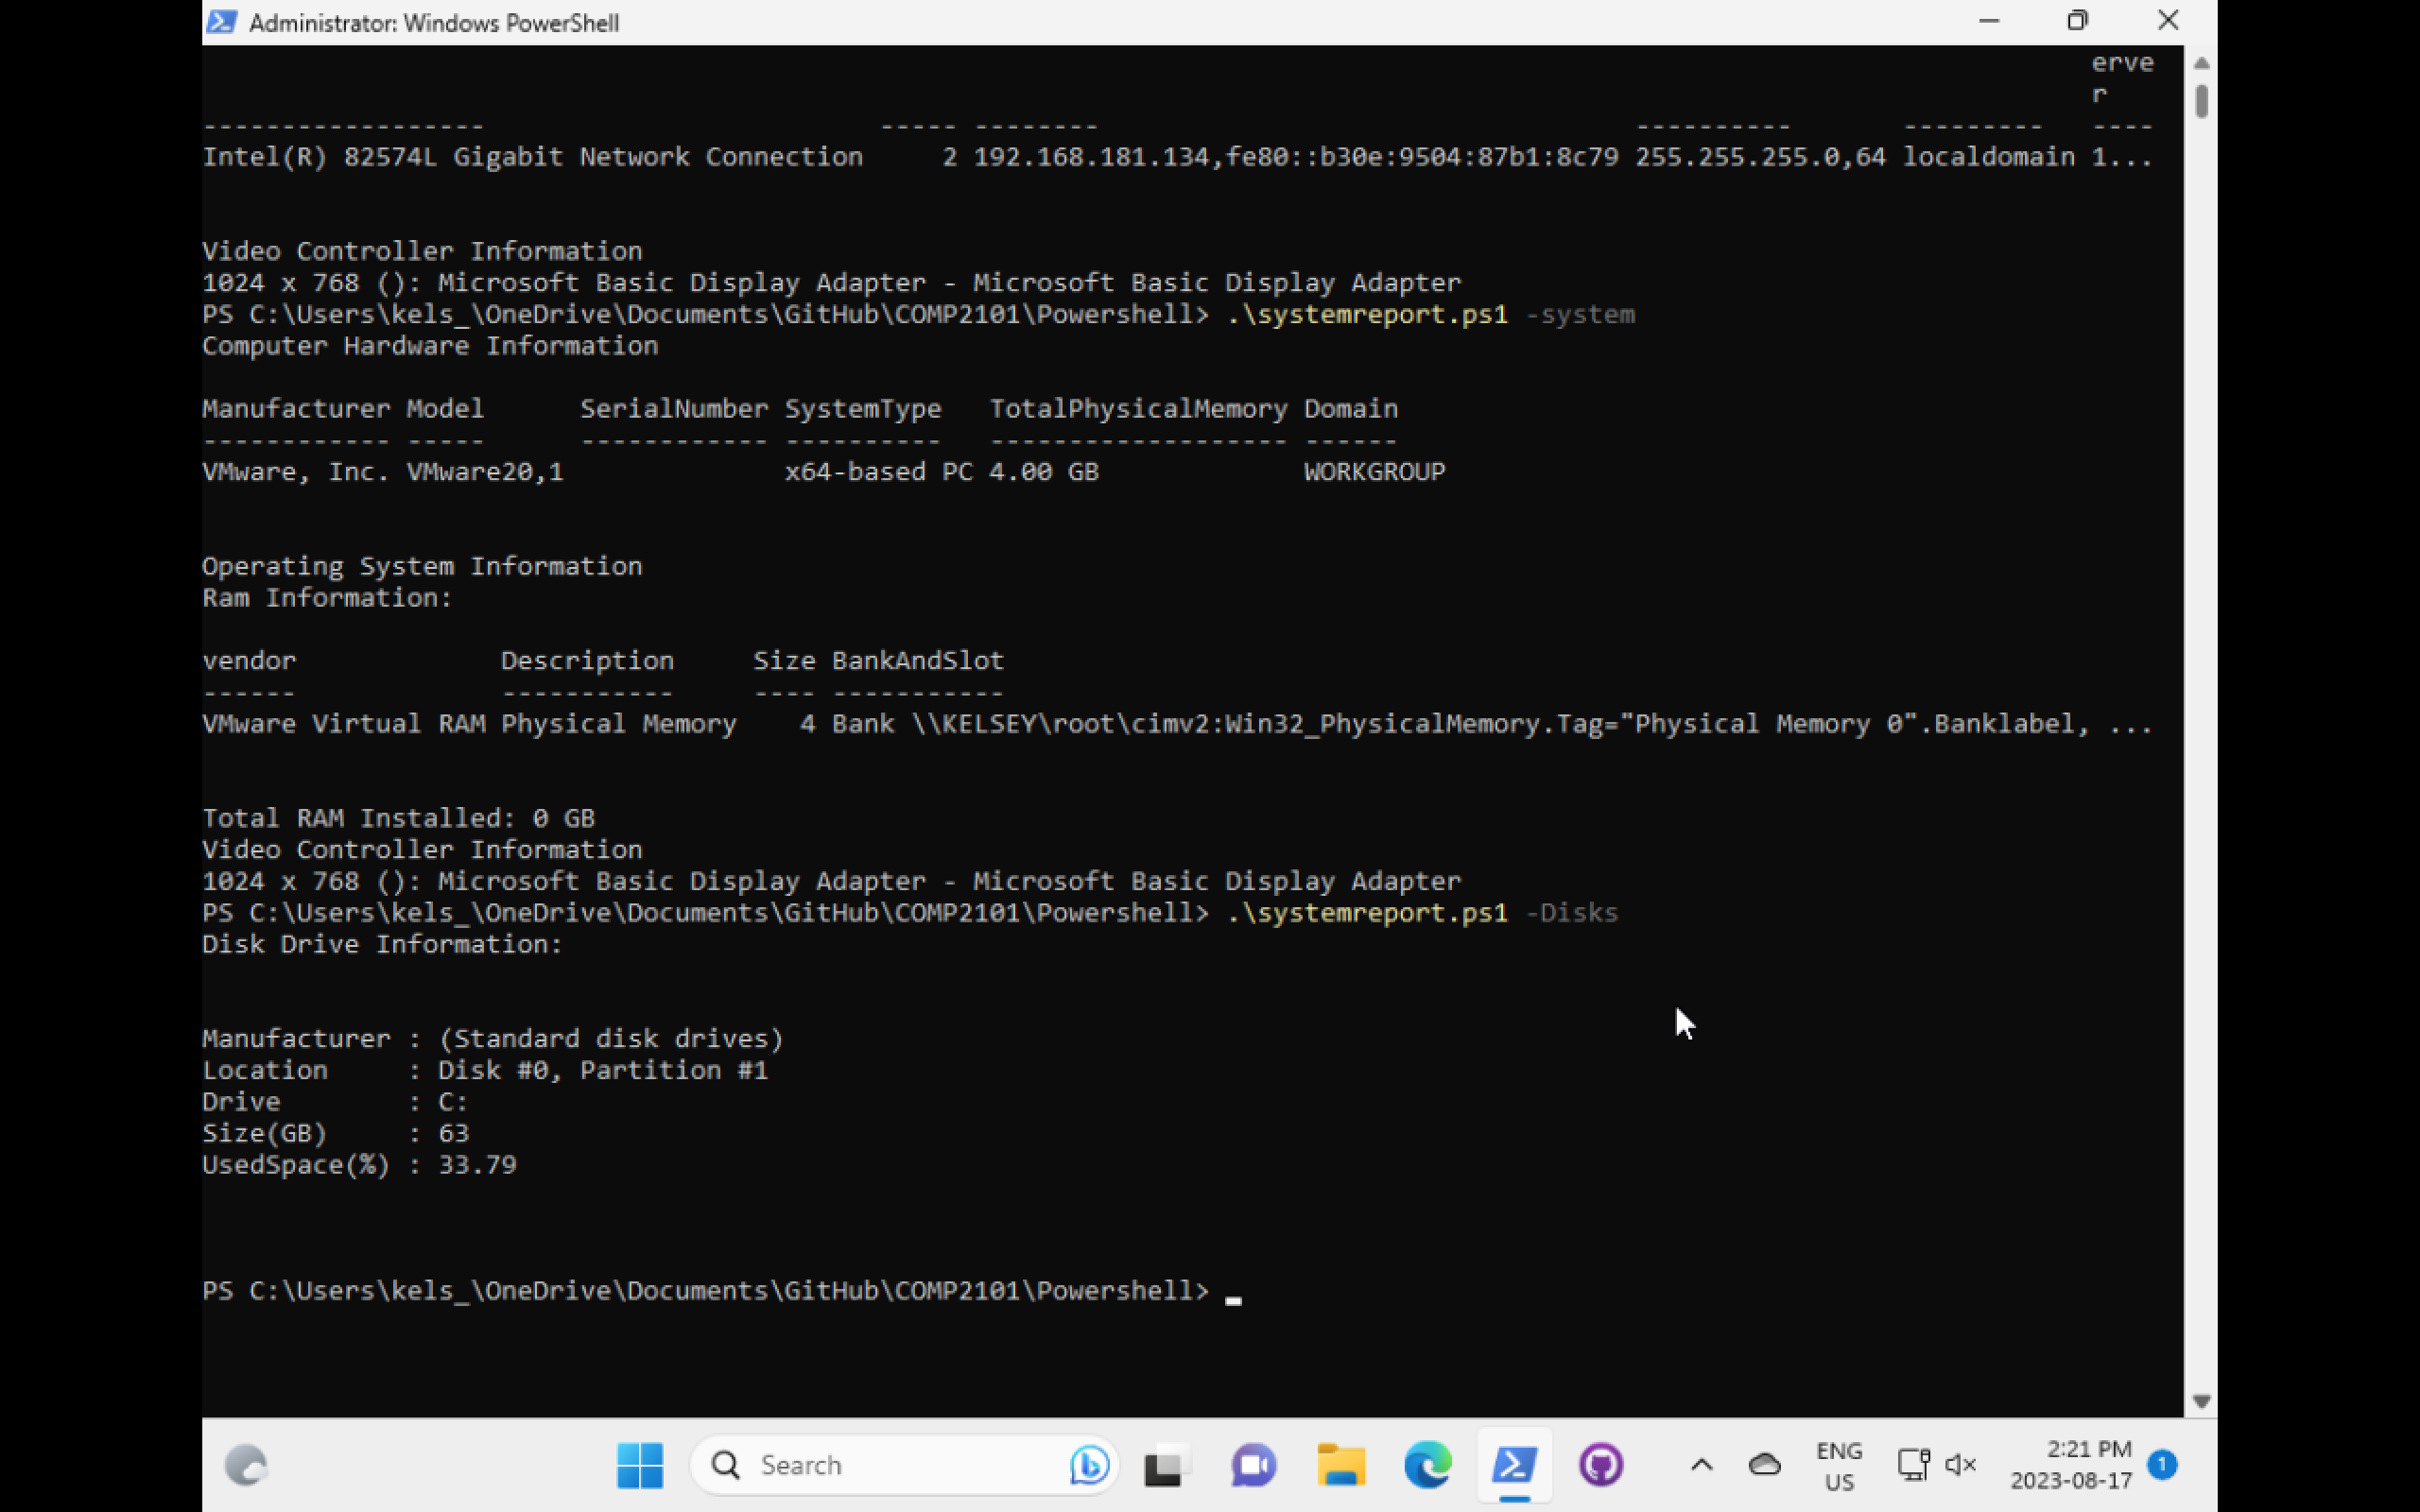 Administrator: Windows PowerShell
erve
r
------------------ ----- -------- ---------- --------- ----
Intel(R) 82574L Gigabit Network Connection 2 192.168.181.134,fe80::b30e:9504:87b1:8c79 255.255.255.0,64 localdomain 1...
Video Controller Information
1024 x 768 (): Microsoft Basic Display Adapter - Microsoft Basic Display Adapter
PS C:\Users\kels_\OneDrive\Documents\GitHub\COMP2101\Powershell> .\systemreport.ps1 -system
Computer Hardware Information
Manufacturer Model SerialNumber SystemType TotalPhysicalMemory Domain
------------ ----- ------------ ---------- ------------------- ------
VMware, Inc. VMware20,1 x64-based PC 4.00 GB WORKGROUP
Operating System Information
Ram Information:
vendor Description Size BankAndSlot
------ ----------- ---- -----------
VMware Virtual RAM Physical Memory 4 Bank \\KELSEY\root\cimv2:Win32_PhysicalMemory.Tag="Physical Memory 0".Banklabel, ...
Total RAM Installed: 0 GB
Video Controller Information
1024 x 768 (): Microsoft Basic Display Adapter - Microsoft Basic Display Adapter
PS C:\Users\kels_\OneDrive\Documents\GitHub\COMP2101\Powershell> .\systemreport.ps1 -Disks
Disk Drive Information:
Manufacturer : (Standard disk drives)
Location : Disk #0, Partition #1
Drive : C:
Size(GB) : 63
UsedSpace(%) : 33.79
PS C:\Users\kels_\OneDrive\Documents\GitHub\COMP2101\Powershell>
Search
ENG
US
2:21 PM
2023-08-17
1